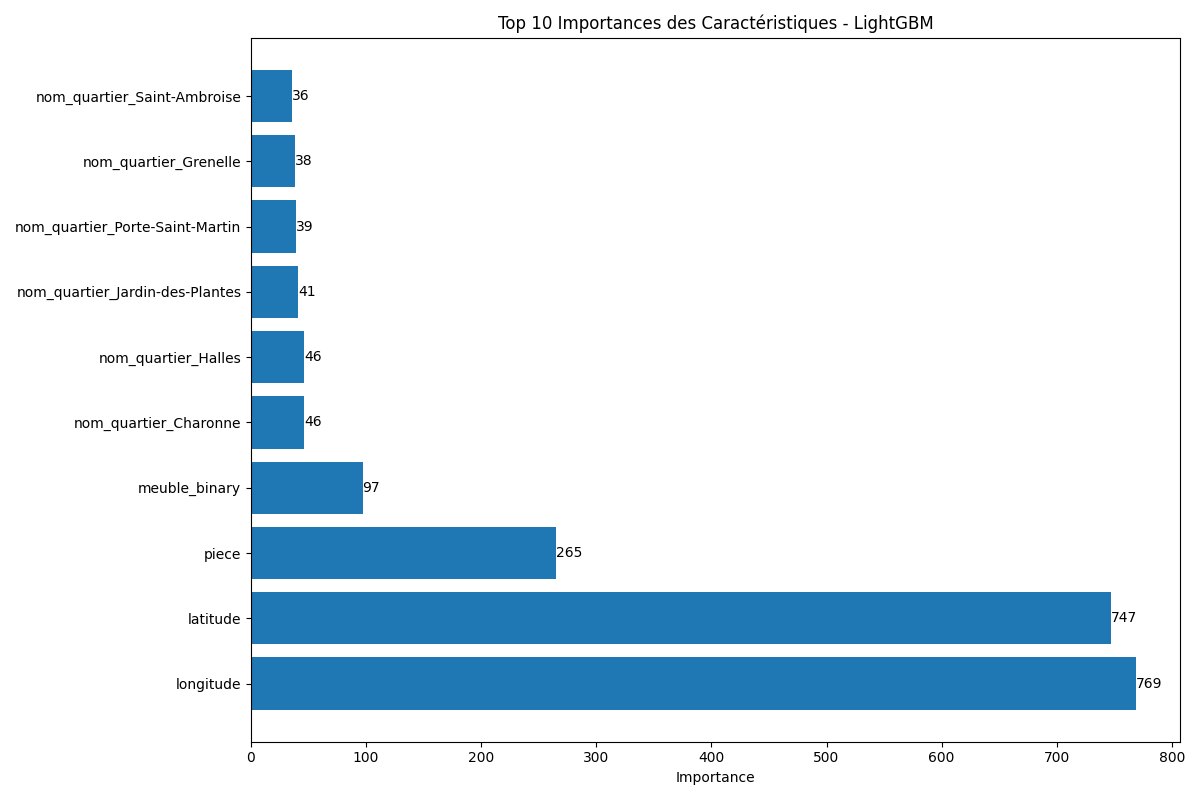 Top 10 Importances des Caractéristiques - LightGBM
nom_quartier_Saint-Ambroise 36
nom_quartier_Grenelle 38
nom_quartier_Porte-Saint-Martin 39
nom_quartier_Jardin-des-Plantes 41
nom_quartier_Halles 46
nom_quartier_Charonne 46
meuble_binary 97
piece 265
latitude 747
longitude 769
0 100 200 300 400 500 600 700 800
Importance